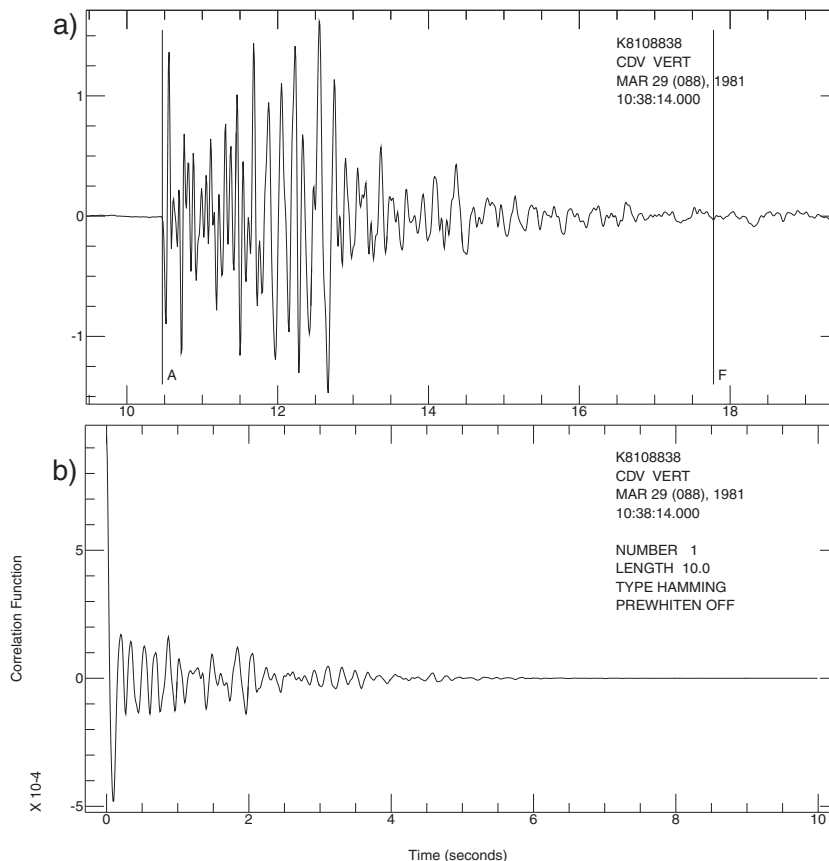 a)
K8108838
CDV VERT
MAR 29 (088), 1981
10:38:14.000
1
0
-1
A
F
10
12
14
16
18
b)
K8108838
CDV VERT
MAR 29 (088), 1981
10:38:14.000
NUMBER 1
LENGTH 10.0
TYPE HAMMING
PREWHITEN OFF
Correlation Function
X 10-4
5
0
-5
0
2
4
6
8
10
Time (seconds)